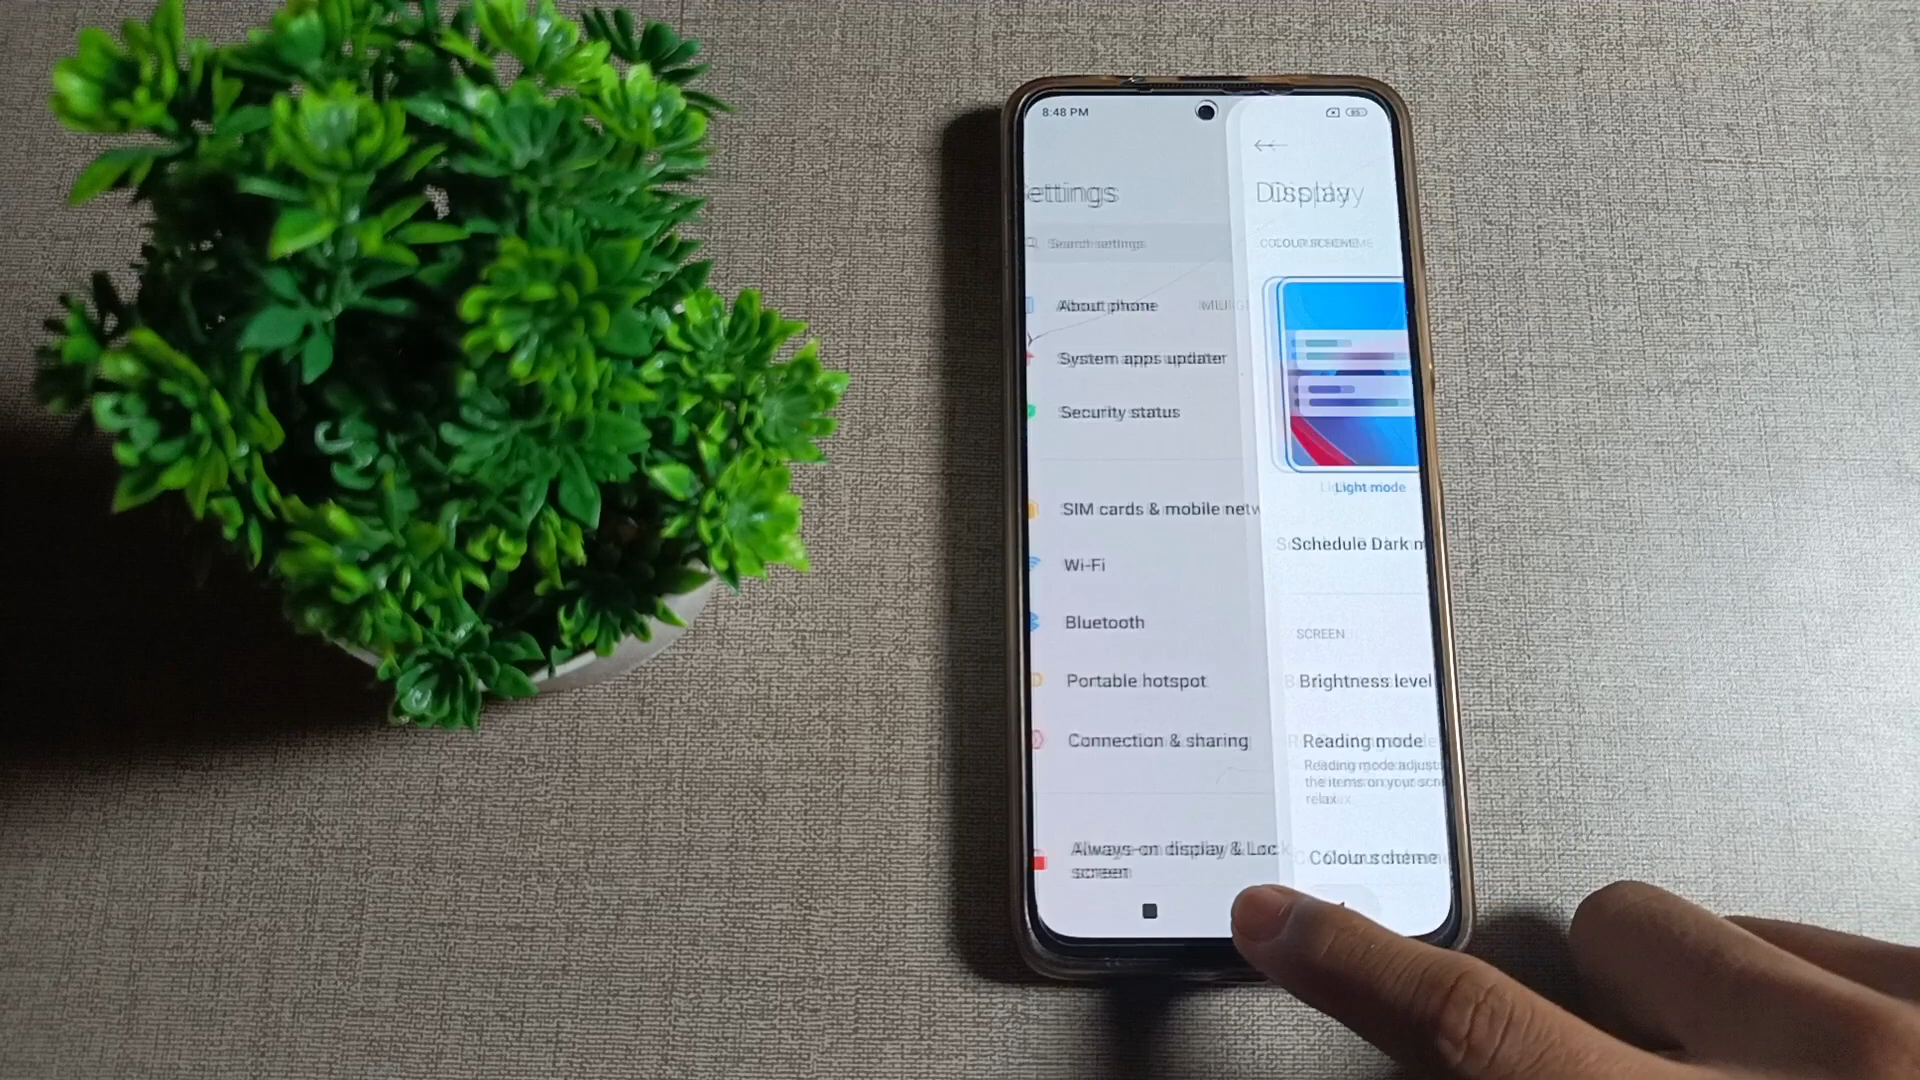 8:48 PM
ettings
Search settings
About phone
MIUI G
System apps updater
Security status
SIM cards & mobile netw
Wi-Fi
Bluetooth
Portable hotspot
Connection & sharing
Always-on display & Lock
screen
Display
COLOUR SCHEME
Light mode
Schedule Dark m
SCREEN
Brightness level
Reading mode
Reading mode adjust
the items on your scr
relax.
Colour scheme